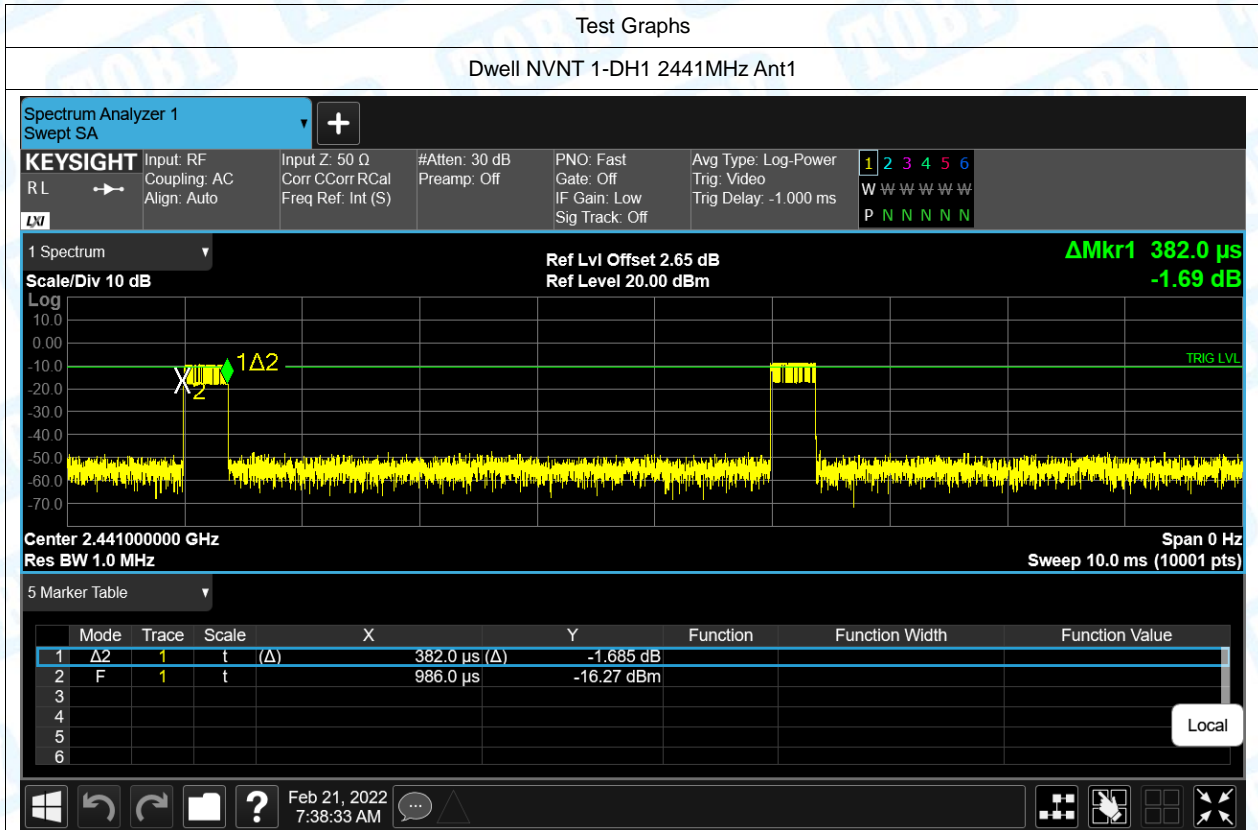 Test Graphs
Dwell NVNT 1-DH1 2441MHz Ant1
Spectrum Analyzer 1
Swept SA
KEYSIGHT
R L
LXI
Input: RF
Coupling: AC
Align: Auto
Input Z: 50 Ω
Corr CCorr RCal
Freq Ref: Int (S)
#Atten: 30 dB
Preamp: Off
PNO: Fast
Gate: Off
IF Gain: Low
Sig Track: Off
Avg Type: Log-Power
Trig: Video
Trig Delay: -1.000 ms
1 2 3 4 5 6
W W W W W W
P N N N N N
1 Spectrum
Scale/Div 10 dB
Ref Lvl Offset 2.65 dB
Ref Level 20.00 dBm
ΔMkr1 382.0 µs
-1.69 dB
Log
10.0
0.00
-10.0
-20.0
-30.0
-40.0
-50.0
-60.0
-70.0
1Δ2
X2
TRIG LVL
Center 2.441000000 GHz
Span 0 Hz
Res BW 1.0 MHz
Sweep 10.0 ms (10001 pts)
5 Marker Table
Mode Trace Scale X Y Function Function Width Function Value
1 Δ2 1 t (Δ) 382.0 µs (Δ) -1.685 dB
2 F 1 t 986.0 µs -16.27 dBm
3
4
5
6
Local
?
Feb 21, 2022
7:38:33 AM
TOBY